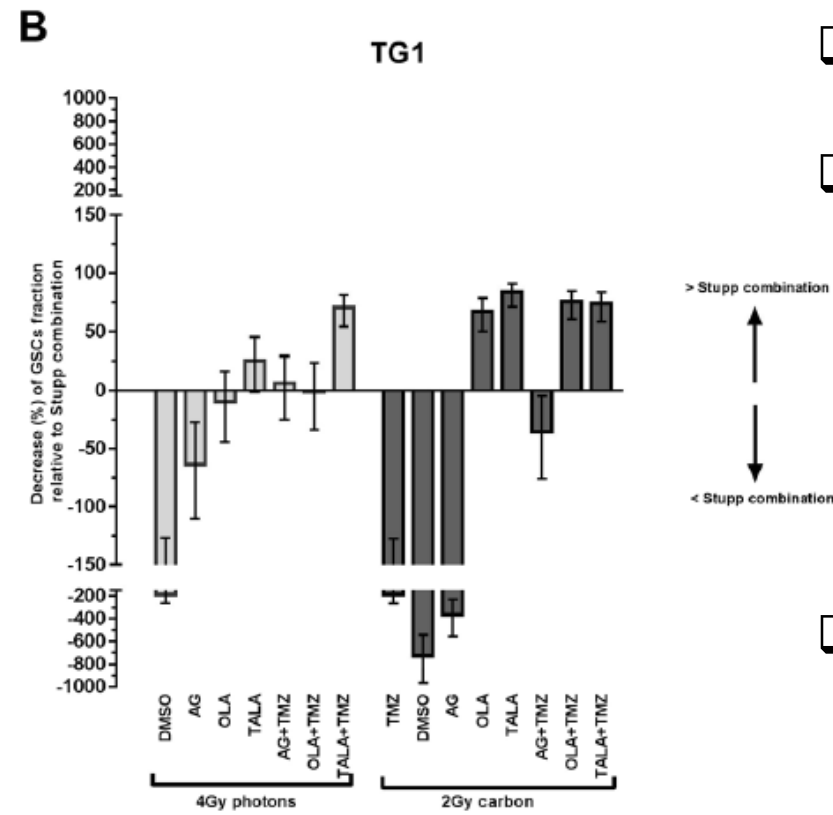 B
TG1
1000
800
600
400
200
150
100
50
0
-50
-100
-150
-200
-400
-600
-800
-1000
Decrease (%) of GSCs fraction
relative to Stupp combination
> Stupp combination
< Stupp combination
DMSO
AG
OLA
TALA
AG+TMZ
OLA+TMZ
TALA+TMZ
TMZ
DMSO
AG
OLA
TALA
AG+TMZ
OLA+TMZ
TALA+TMZ
4Gy photons
2Gy carbon